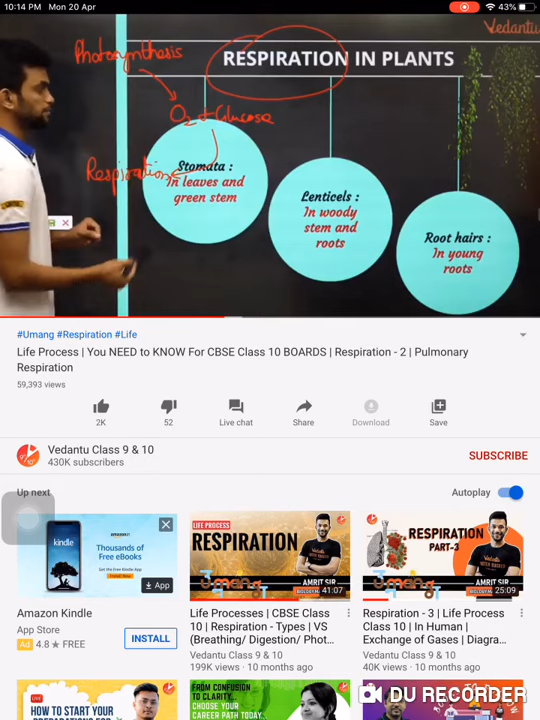 10:14 PM Mon 20 Apr
43%
Vedantu
Photosynthesis
RESPIRATION IN PLANTS
O2 + Glucose
Respiration
Stomata :
In leaves and
green stem
Lenticels :
In woody
stem and
roots
Root hairs :
In young
roots
#Umang #Respiration #Life
Life Process | You NEED to KNOW For CBSE Class 10 BOARDS | Respiration - 2 | Pulmonary
Respiration
59,393 views
2K
52
Live chat
Share
Download
Save
Vedantu Class 9 & 10
430K subscribers
SUBSCRIBE
Up next
Autoplay
kindle
Thousands of
Free eBooks
Get the Free Kindle App
Install Now
App
Amazon Kindle
App Store
Ad 4.8 ★ FREE
INSTALL
LIFE PROCESS
RESPIRATION
AMRIT SIR
41:07
Life Processes | CBSE Class
10 | Respiration - Types | VS
(Breathing/ Digestion/ Phot...
Vedantu Class 9 & 10
199K views · 10 months ago
RESPIRATION
PART-3
AMRIT SIR
25:09
Respiration - 3 | Life Process
Class 10 | In Human |
Exchange of Gases | Diagra...
Vedantu Class 9 & 10
40K views · 10 months ago
LIVE
HOW TO START
YOUR
FROM CONFUSION
TO CLARITY
CHOOSE YOUR
CAREER PATH TODAY
DU RECORDER